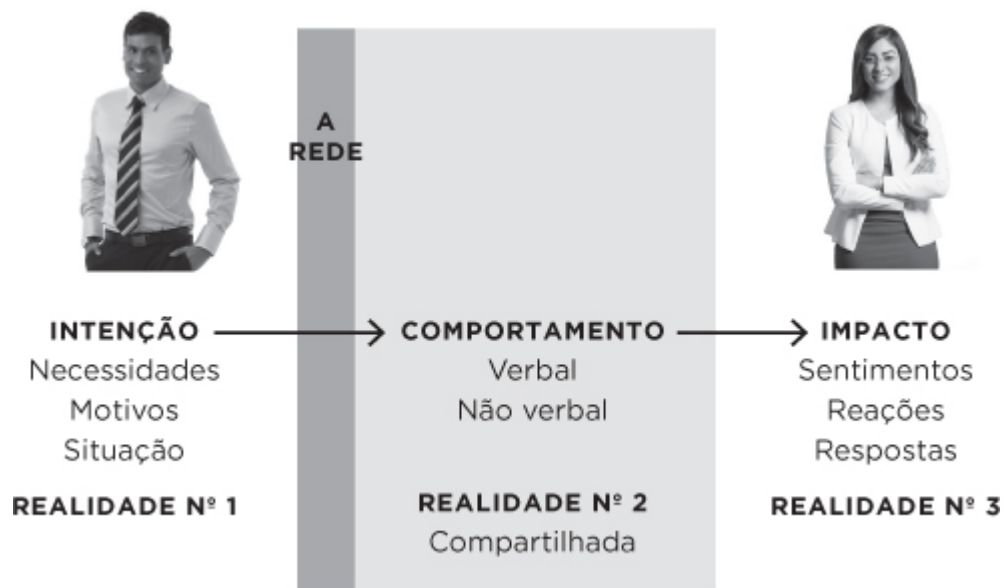 A
REDE
INTENÇÃO
Necessidades
Motivos
Situação
REALIDADE Nº 1
COMPORTAMENTO
Verbal
Não verbal
REALIDADE Nº 2
Compartilhada
IMPACTO
Sentimentos
Reações
Respostas
REALIDADE Nº 3